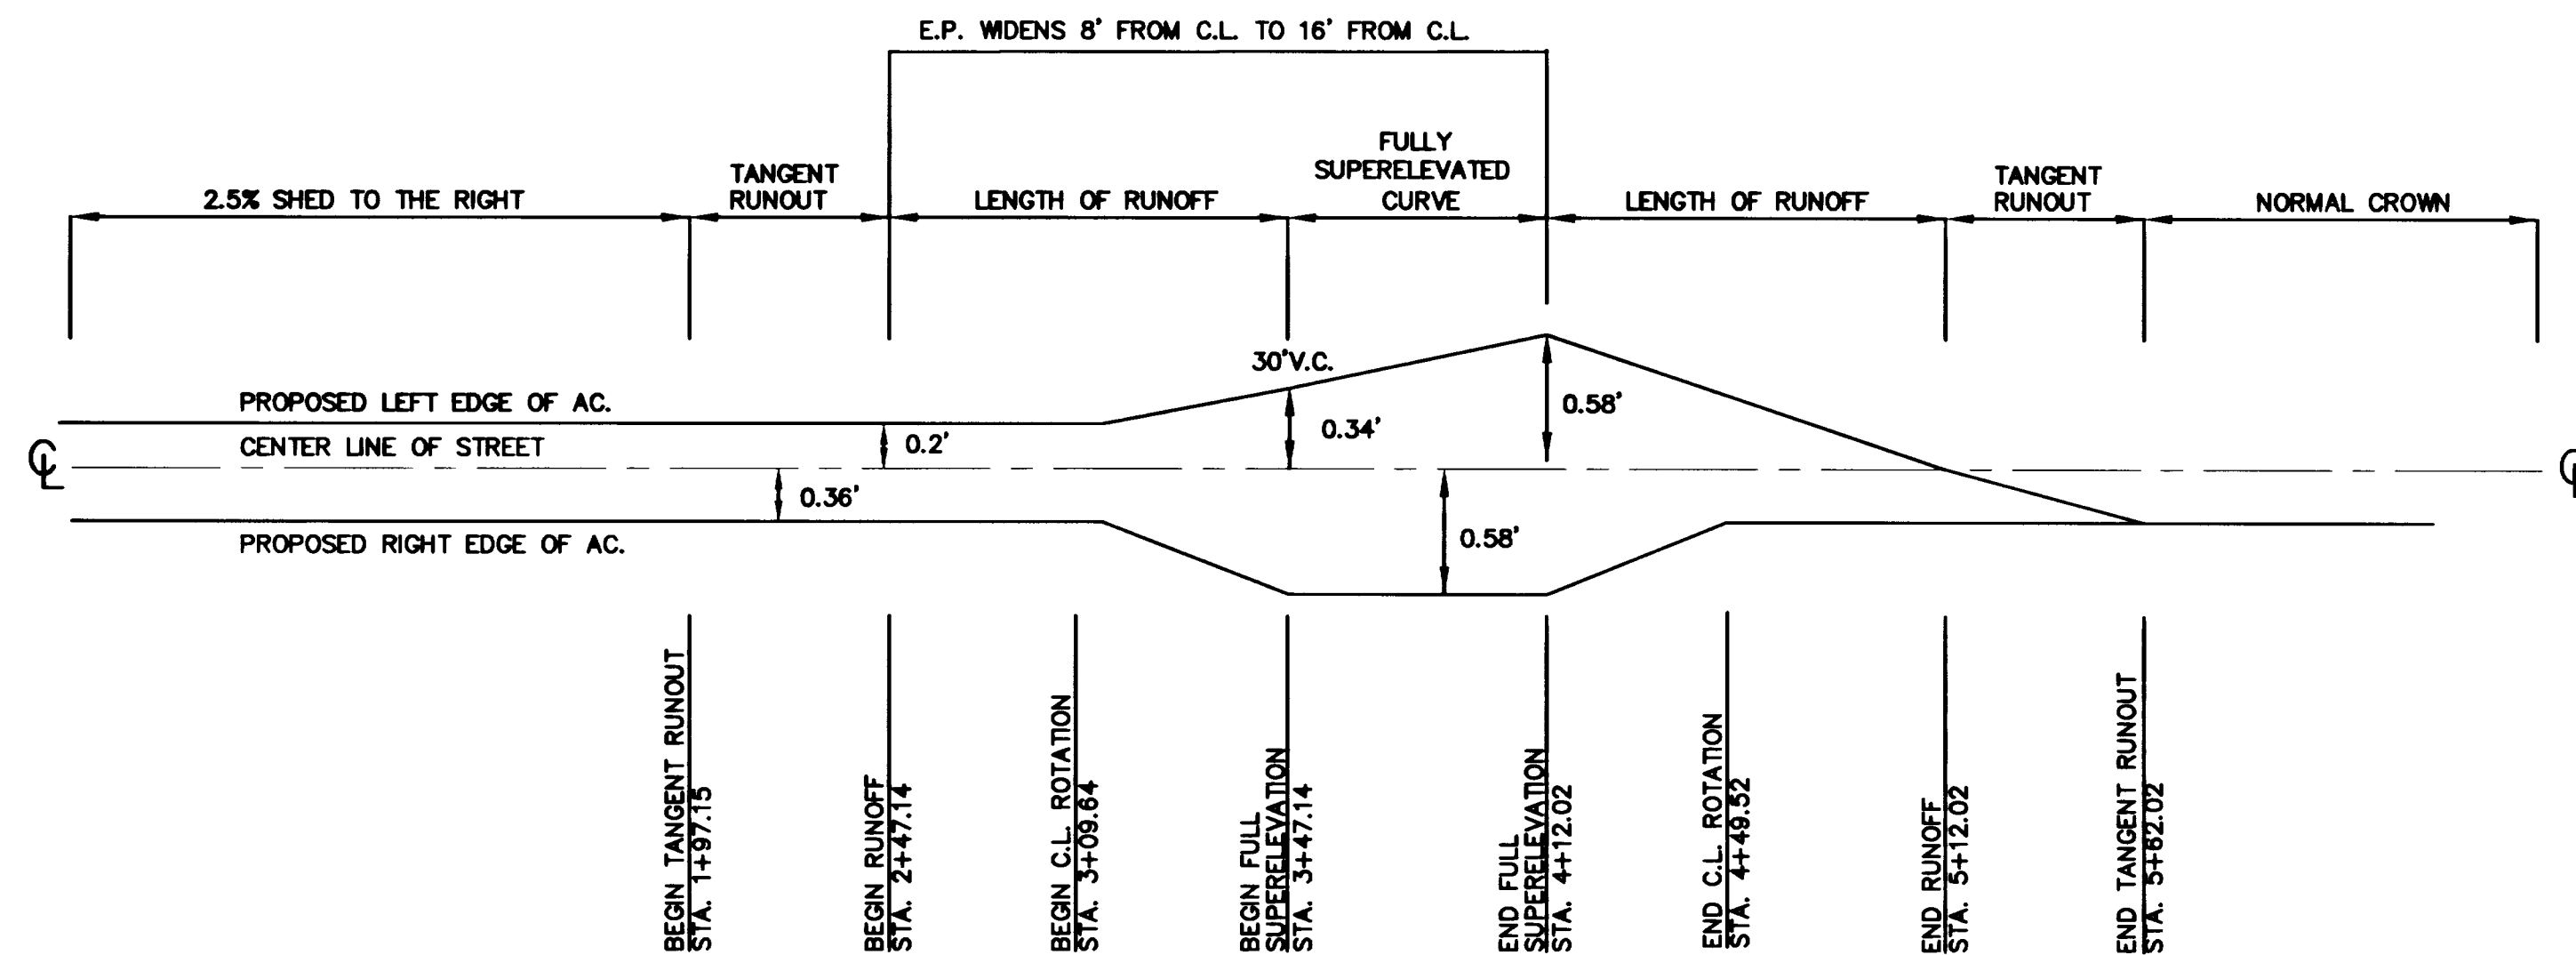 E.P. WIDENS 8' FROM C.L. TO 16' FROM C.L.
2.5% SHED TO THE RIGHT
TANGENT
RUNOUT
LENGTH OF RUNOFF
FULLY
SUPERELEVATED
CURVE
LENGTH OF RUNOFF
TANGENT
RUNOUT
NORMAL CROWN
30'V.C.
PROPOSED LEFT EDGE OF AC.
0.2'
0.34'
0.58'
CENTER LINE OF STREET
0.36'
0.58'
PROPOSED RIGHT EDGE OF AC.
BEGIN TANGENT RUNOUT
STA. 1+97.15
BEGIN RUNOFF
STA. 2+47.14
BEGIN C.L. ROTATION
STA. 3+09.64
BEGIN FULL
SUPERELEVATION
STA. 3+47.14
END FULL
SUPERELEVATION
STA. 4+12.02
END C.L. ROTATION
STA. 4+49.52
END RUNOFF
STA. 5+12.02
END TANGENT RUNOUT
STA. 5+62.02